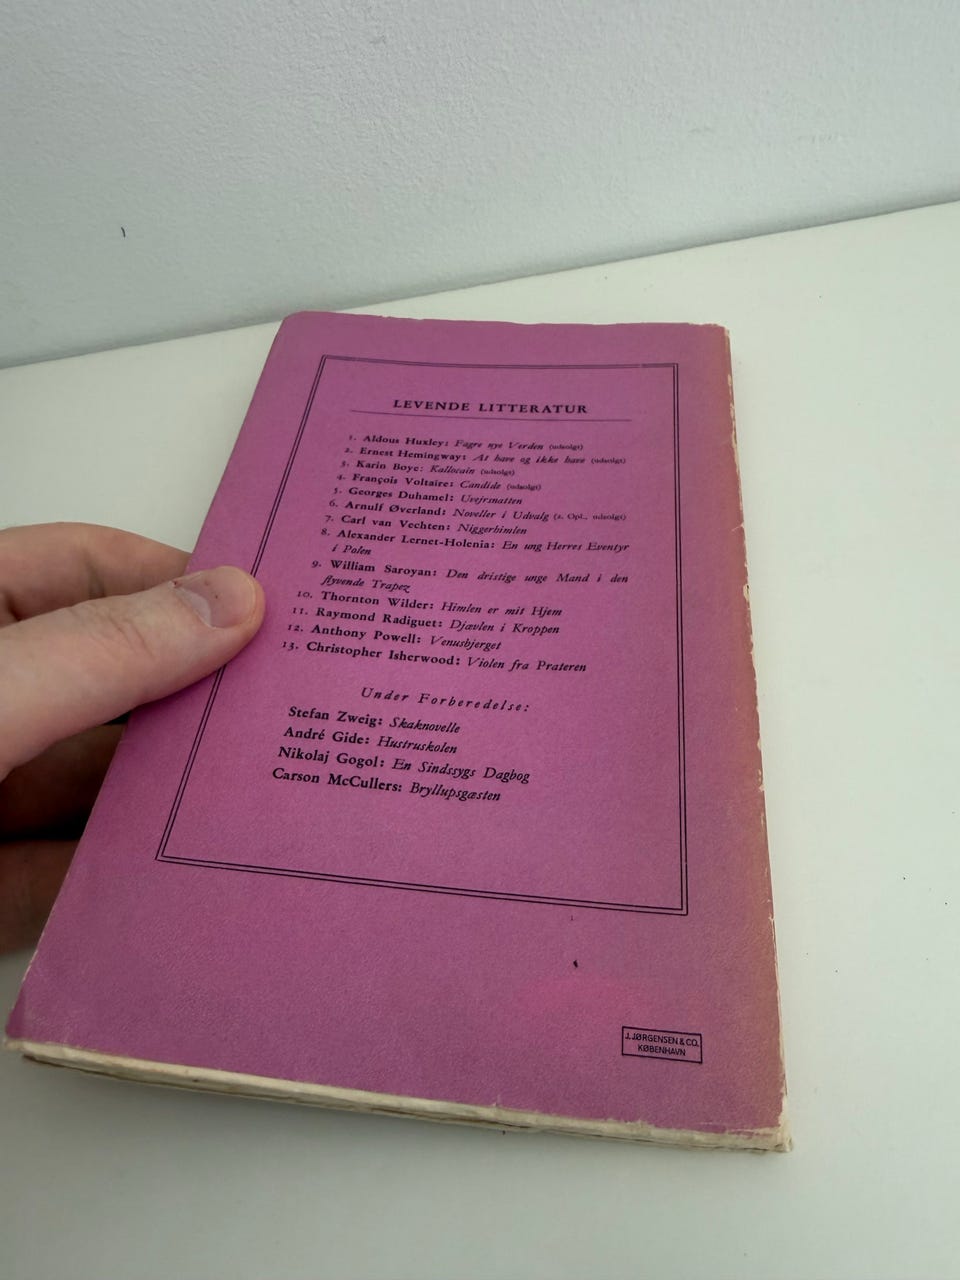 LEVENDE LITTERATUR
1. Aldous Huxley: Fagre nye Verden (udsolgt)
2. Ernest Hemingway: At have og ikke have (udsolgt)
3. Karin Boye: Kallocain (udsolgt)
4. François Voltaire: Candide (udsolgt)
5. Georges Duhamel: Uvejrsnatten
6. Arnulf Øverland: Noveller i Udvalg (2. Opl., udsolgt)
7. Carl van Vechten: Niggerhimlen
8. Alexander Lernet-Holenia: En ung Herres Eventyr
i Polen
9. William Saroyan: Den dristige unge Mand i den
flyvende Trapez
10. Thornton Wilder: Himlen er mit Hjem
11. Raymond Radiguet: Djævlen i Kroppen
12. Anthony Powell: Venusbjerget
13. Christopher Isherwood: Violen fra Prateren
Under Forberedelse:
Stefan Zweig: Skaknovelle
André Gide: Hustruskolen
Nikolaj Gogol: En Sindssygs Dagbog
Carson McCullers: Bryllupsgæsten
J. JØRGENSEN & CO.
KØBENHAVN